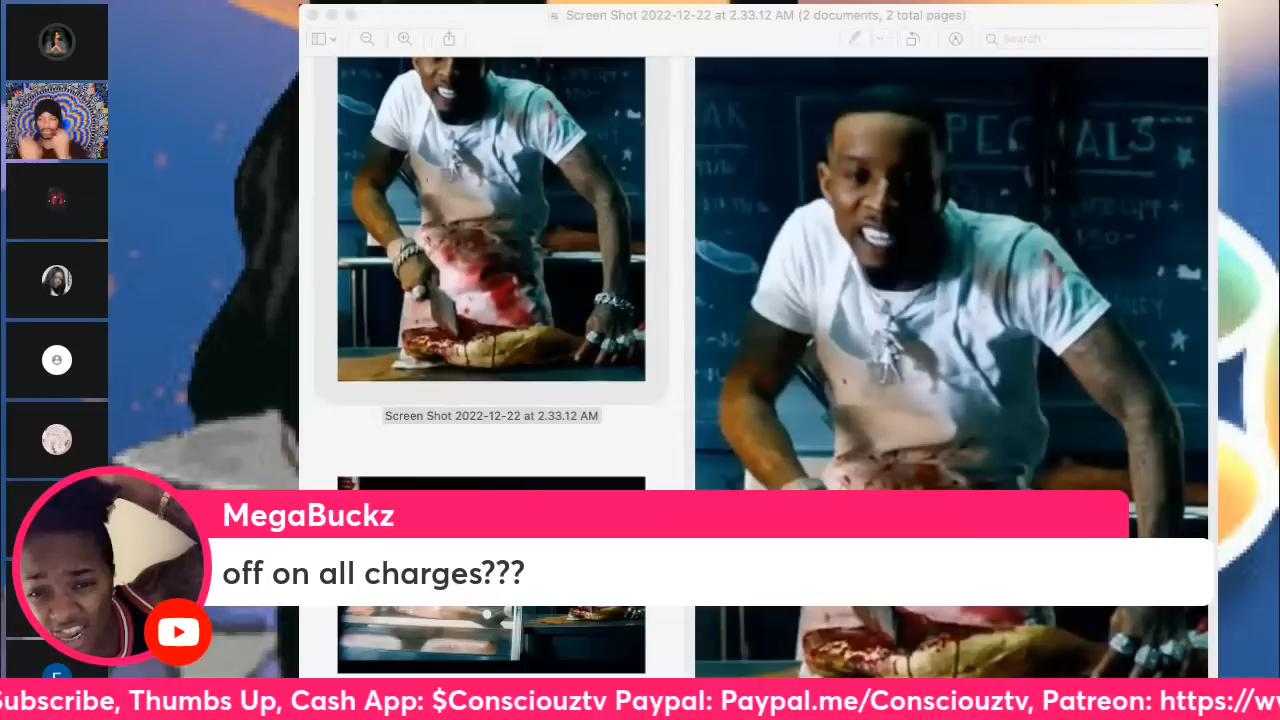 Screen Shot 2022-12-22 at 2.33.12 AM (2 documents, 2 total pages)
Search
SPECIALS
Screen Shot 2022-12-22 at 2.33.12 AM
MegaBuckz
off on all charges???
Subscribe, Thumbs Up, Cash App: $Consciouztv Paypal: Paypal.me/Consciouztv, Patreon: https://w